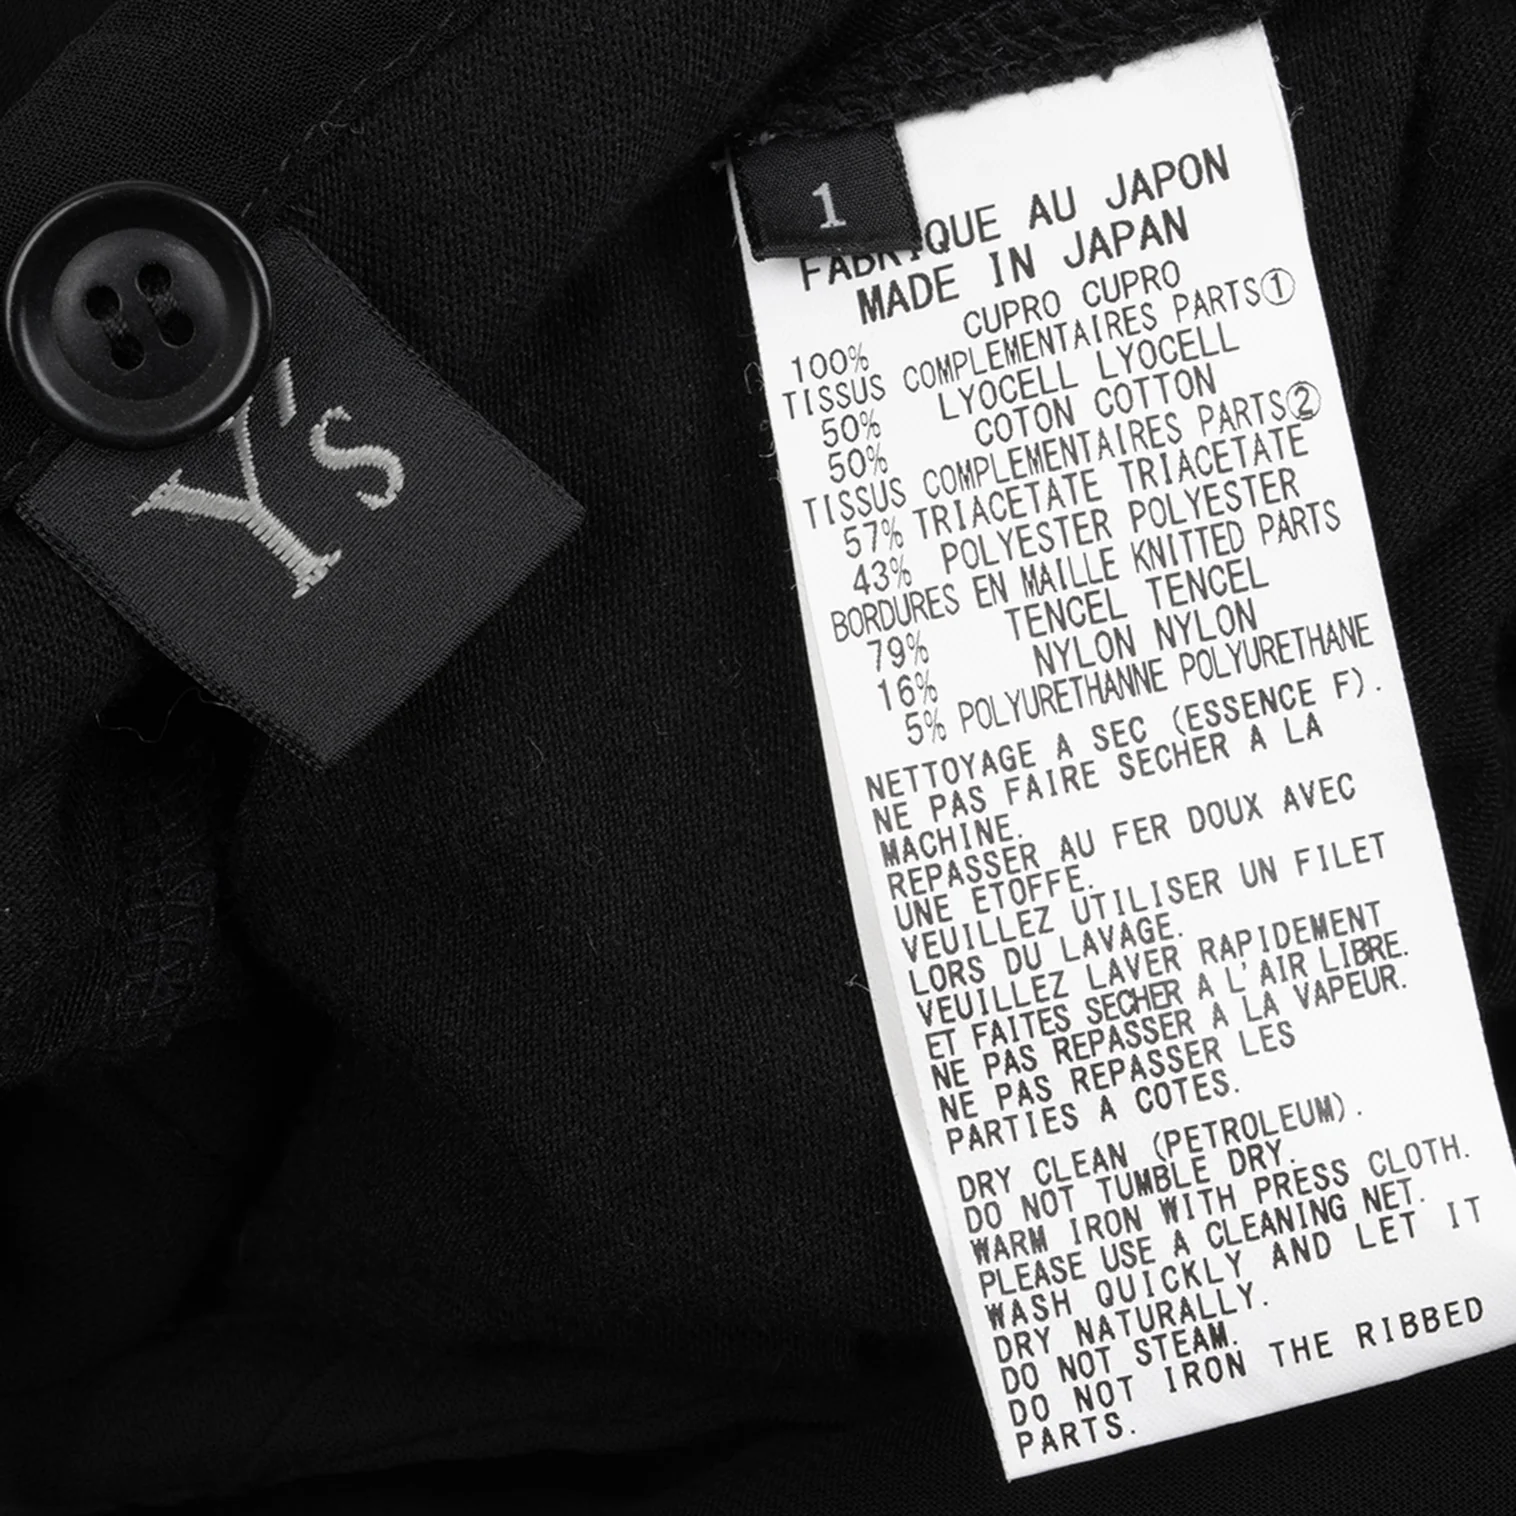 Y's
1
FABRIQUE AU JAPON
MADE IN JAPAN
100% CUPRO CUPRO
TISSUS COMPLEMENTAIRES PARTS①
50% LYOCELL LYOCELL
50% COTON COTTON
TISSUS COMPLEMENTAIRES PARTS②
57% TRIACETATE TRIACETATE
43% POLYESTER POLYESTER
BORDURES EN MAILLE KNITTED PARTS
79% TENCEL TENCEL
16% NYLON NYLON
5% POLYURETHANNE POLYURETHANE
NETTOYAGE A SEC (ESSENCE F).
NE PAS FAIRE SECHER A LA
MACHINE.
REPASSER AU FER DOUX AVEC
UNE ETOFFE.
VEUILLEZ UTILISER UN FILET
LORS DU LAVAGE.
VEUILLEZ LAVER RAPIDEMENT
ET FAITES SECHER A L'AIR LIBRE.
NE PAS REPASSER A LA VAPEUR.
NE PAS REPASSER LES
PARTIES A COTES.
DRY CLEAN (PETROLEUM).
DO NOT TUMBLE DRY.
WARM IRON WITH PRESS CLOTH.
PLEASE USE A CLEANING NET.
WASH QUICKLY AND LET IT
DRY NATURALLY.
DO NOT STEAM.
DO NOT IRON THE RIBBED
PARTS.